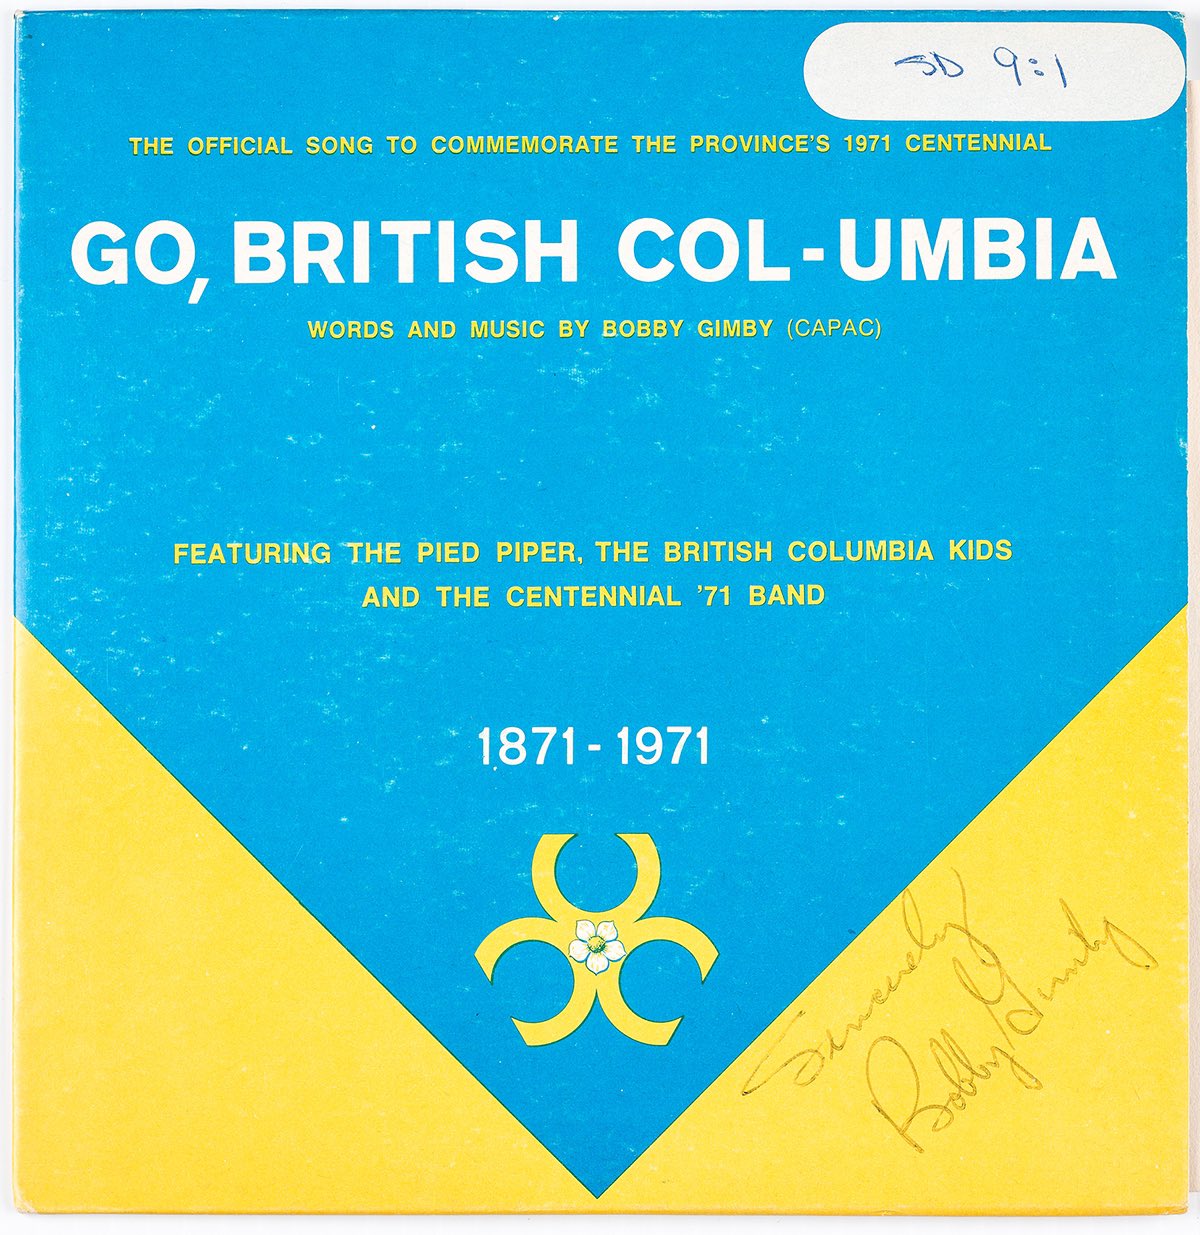 SD 9:1
THE OFFICIAL SONG TO COMMEMORATE THE PROVINCE'S 1971 CENTENNIAL
GO, BRITISH COL-UMBIA
WORDS AND MUSIC BY BOBBY GIMBY (CAPAC)
FEATURING THE PIED PIPER, THE BRITISH COLUMBIA KIDS
AND THE CENTENNIAL '71 BAND
1871 - 1971
Sincerely
Bobby Gimby